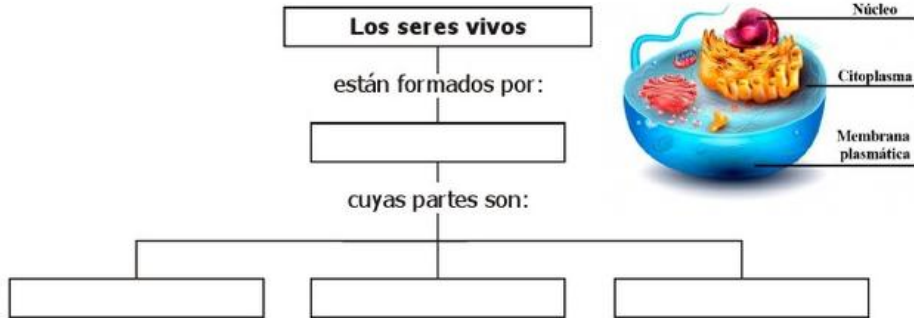 Los seres vivos
están formados por:
cuyas partes son:
Núcleo
Citoplasma
Membrana
plasmática